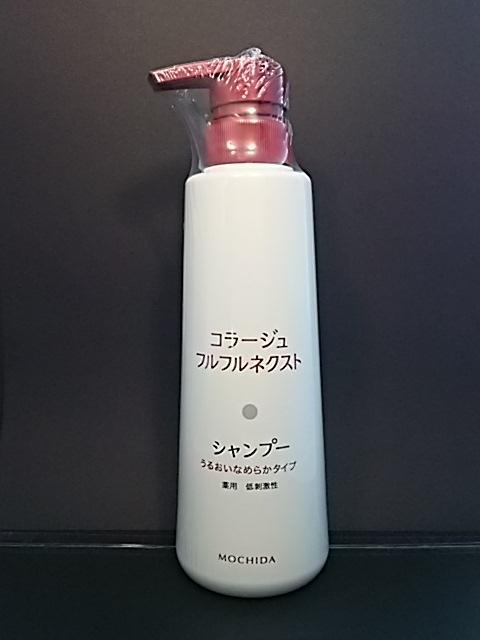 コラージュ
フルフルネクスト
シャンプー
うるおいなめらかタイプ
薬用 低刺激性
MOCHIDA